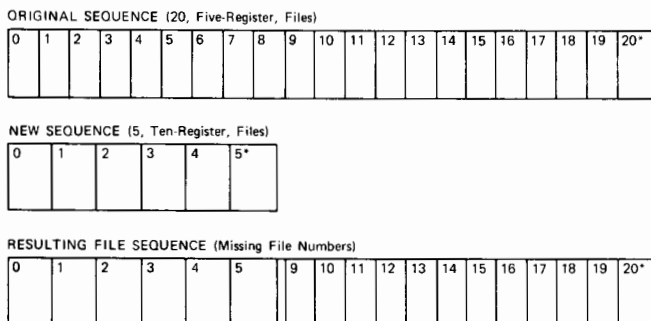 ORIGINAL SEQUENCE (20, Five-Register, Files)
0 1 2 3 4 5 6 7 8 9 10 11 12 13 14 15 16 17 18 19 20*
NEW SEQUENCE (5, Ten-Register, Files)
0 1 2 3 4 5*
RESULTING FILE SEQUENCE (Missing File Numbers)
0 1 2 3 4 5 9 10 11 12 13 14 15 16 17 18 19 20*